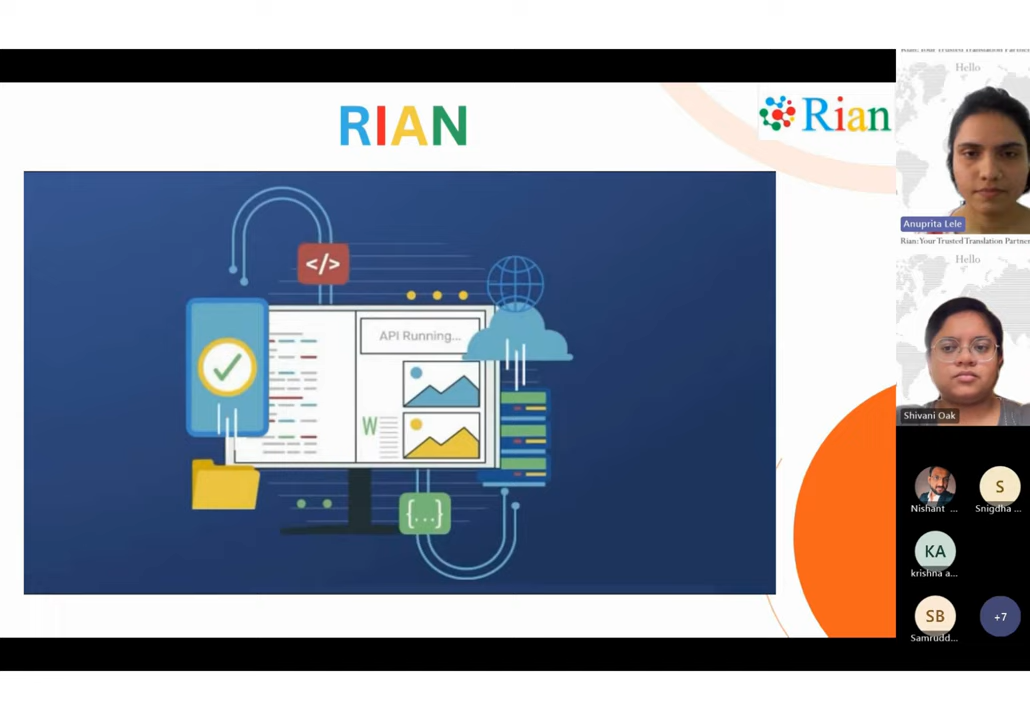 RIAN
Rian
</>
API Running...
W
{...}
Hello
Anuprita Lele
Rian: Your Trusted Translation Partner
Hello
Shivani Oak
Nishant ...
S
Snigdha ...
KA
krishna a...
SB
Samrudd...
+7